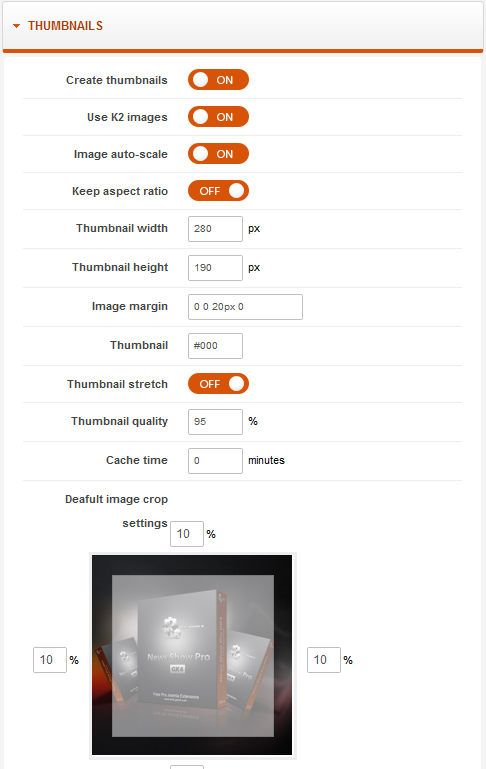 THUMBNAILS
Create thumbnails ON
Use K2 images ON
Image auto-scale ON
Keep aspect ratio OFF
Thumbnail width 280 px
Thumbnail height 190 px
Image margin 0 0 20px 0
Thumbnail #000
Thumbnail stretch OFF
Thumbnail quality 95 %
Cache time 0 minutes
Deafult image crop
settings 10 %
News Show Pro
GK4
Free Pro Joomla Extensions
10 % 10 %